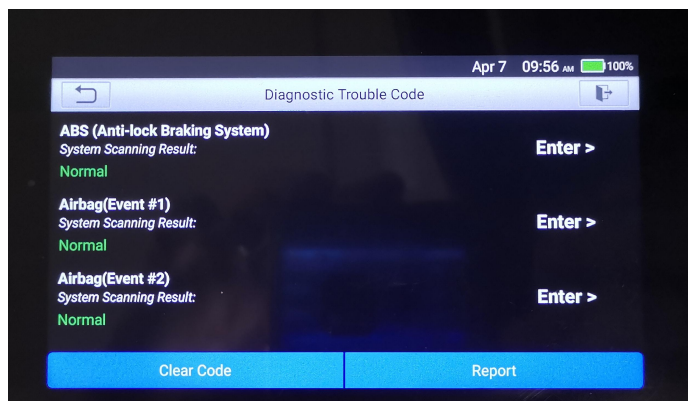 Apr 7 09:56 AM 100%
Diagnostic Trouble Code
ABS (Anti-lock Braking System)
System Scanning Result:
Enter >
Normal
Airbag(Event #1)
System Scanning Result:
Enter >
Normal
Airbag(Event #2)
System Scanning Result:
Enter >
Normal
Clear Code Report